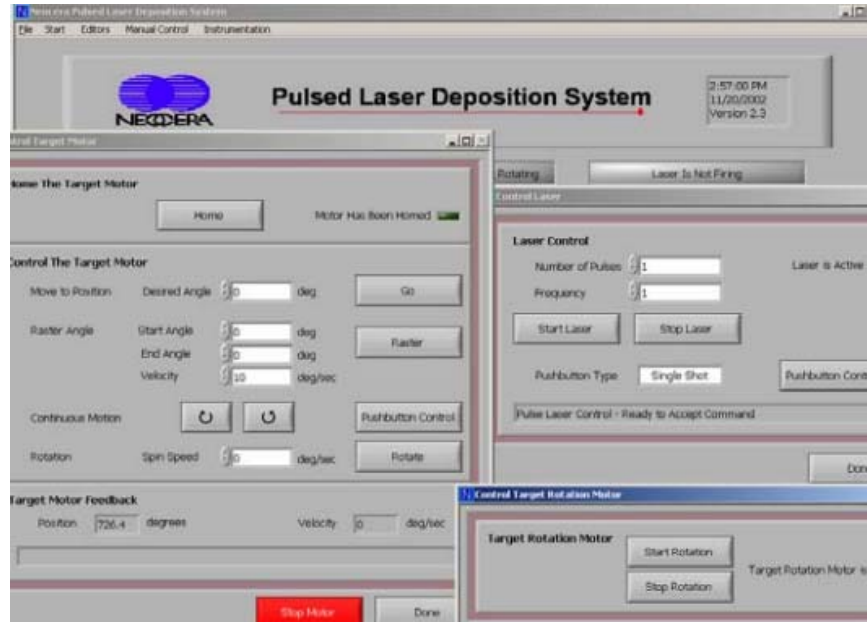 Neocera Pulsed Laser Deposition System
File Start Editors Manual Control Instrumentation
NEOCERA
Pulsed Laser Deposition System
2:57:00 PM
11/20/2002
Version 2.3
Control Target Motor
Rotating
Laser Is Not Firing
Home The Target Motor
Home
Motor Has Been Homed
Control The Target Motor
Move to Position Desired Angle 0 deg Go
Raster Angle Start Angle 0 deg
Raster
End Angle 0 deg
Velocity 10 deg/sec
Continuous Motion ↻ ↺ Pushbutton Control
Rotation Spin Speed 0 deg/sec Rotate
Target Motor Feedback
Position 726.4 degrees Velocity 0 deg/sec
Stop Motor Done
Control Laser
Laser Control
Number of Pulses 1 Laser is Active
Frequency 1
Start Laser Stop Laser
Pushbutton Type Single Shot Pushbutton Cont
Pulse Laser Control - Ready to Accept Command
Done
Control Target Rotation Motor
Target Rotation Motor
Start Rotation
Target Rotation Motor is
Stop Rotation